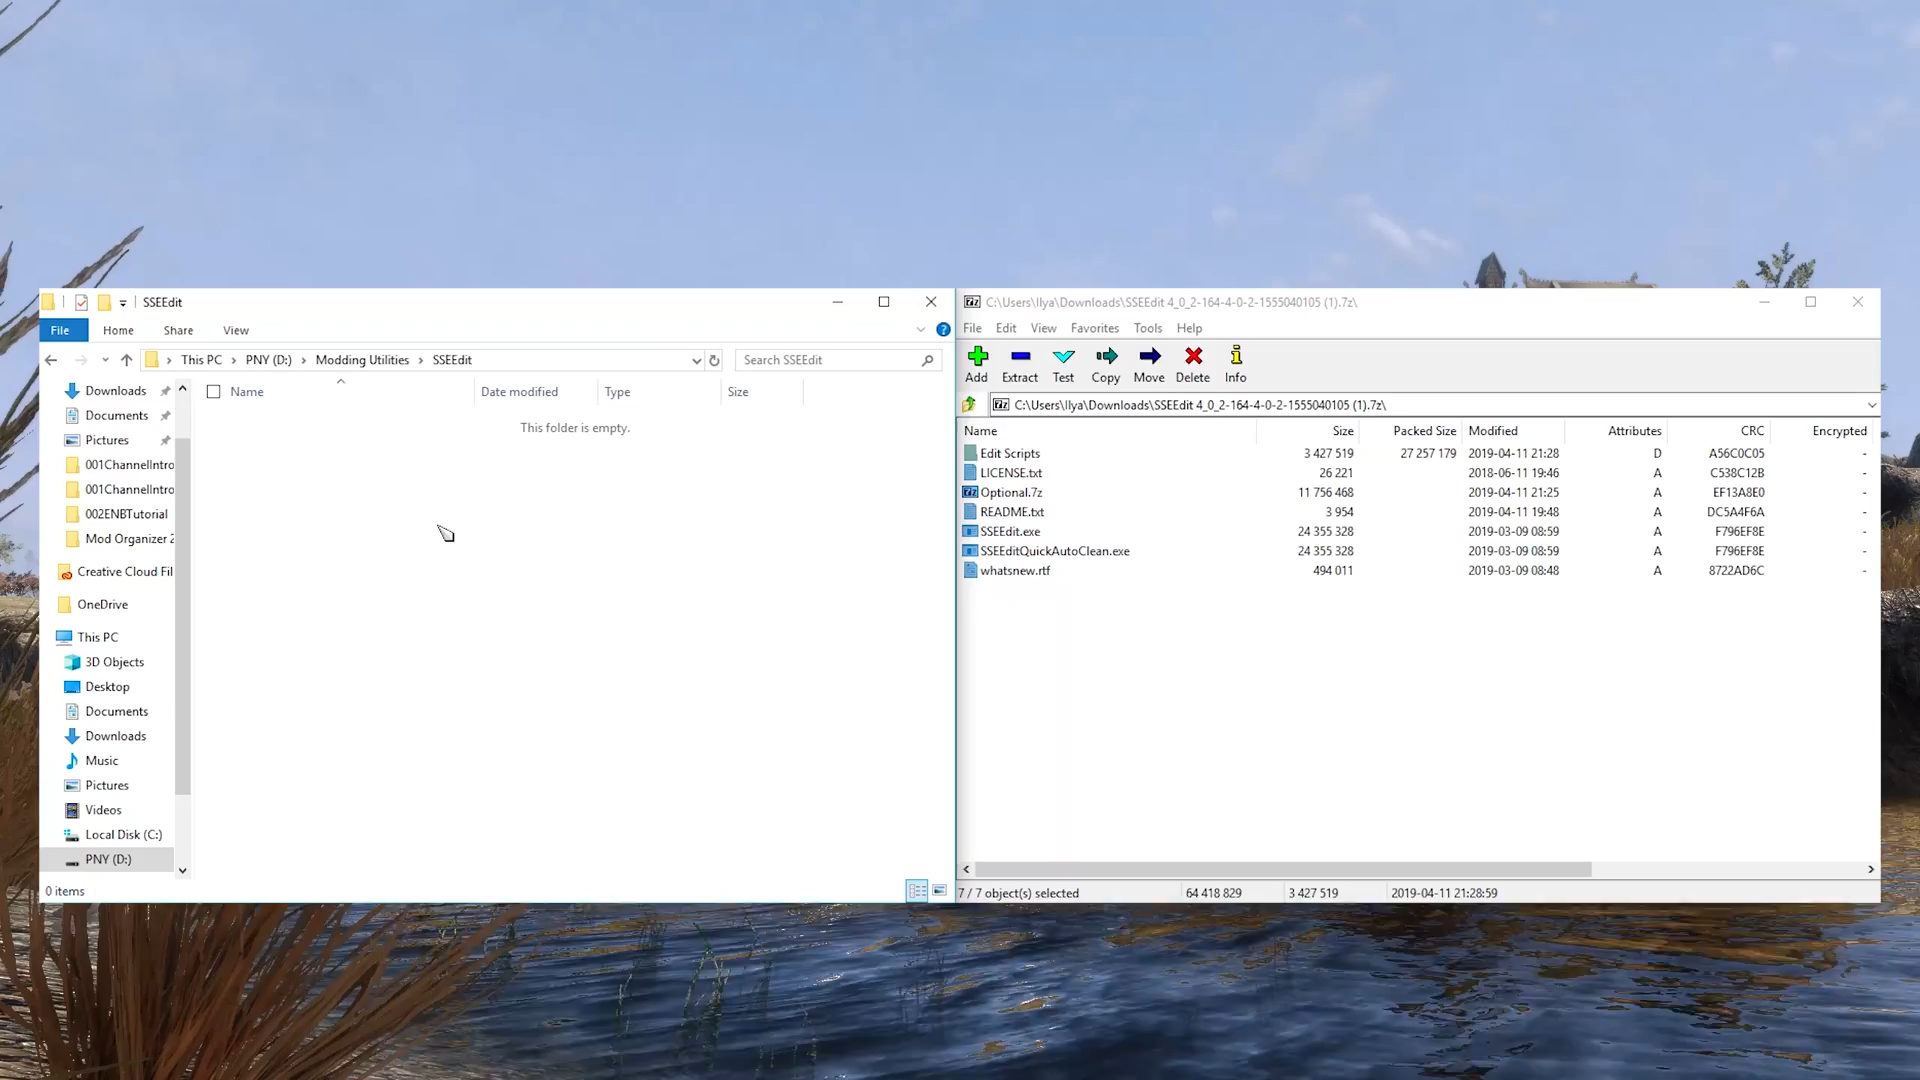 SSEEdit
File Home Share View
This PC PNY (D:) Modding Utilities SSEEdit
Search SSEEdit
Name Date modified Type Size
This folder is empty.
Downloads
Documents
Pictures
001ChannelIntro
001ChannelIntro
002ENBTutorial
Mod Organizer 2
Creative Cloud Fil
OneDrive
This PC
3D Objects
Desktop
Documents
Downloads
Music
Pictures
Videos
Local Disk (C:)
PNY (D:)
0 items
C:\Users\Ilya\Downloads\SSEEdit 4_0_2-164-4-0-2-1555040105 (1).7z\
File Edit View Favorites Tools Help
Add Extract Test Copy Move Delete Info
C:\Users\Ilya\Downloads\SSEEdit 4_0_2-164-4-0-2-1555040105 (1).7z\
Name Size Packed Size Modified Attributes CRC Encrypted
Edit Scripts 3 427 519 27 257 179 2019-04-11 21:28 D A56C0C05 -
LICENSE.txt 26 221 2018-06-11 19:46 A C538C12B -
Optional.7z 11 756 468 2019-04-11 21:25 A EF13A8E0 -
README.txt 3 954 2019-04-11 19:48 A DC5A4F6A -
SSEEdit.exe 24 355 328 2019-03-09 08:59 A F796EF8E -
SSEEditQuickAutoClean.exe 24 355 328 2019-03-09 08:59 A F796EF8E -
whatsnew.rtf 494 011 2019-03-09 08:48 A 8722AD6C -
7 / 7 object(s) selected 64 418 829 3 427 519 2019-04-11 21:28:59